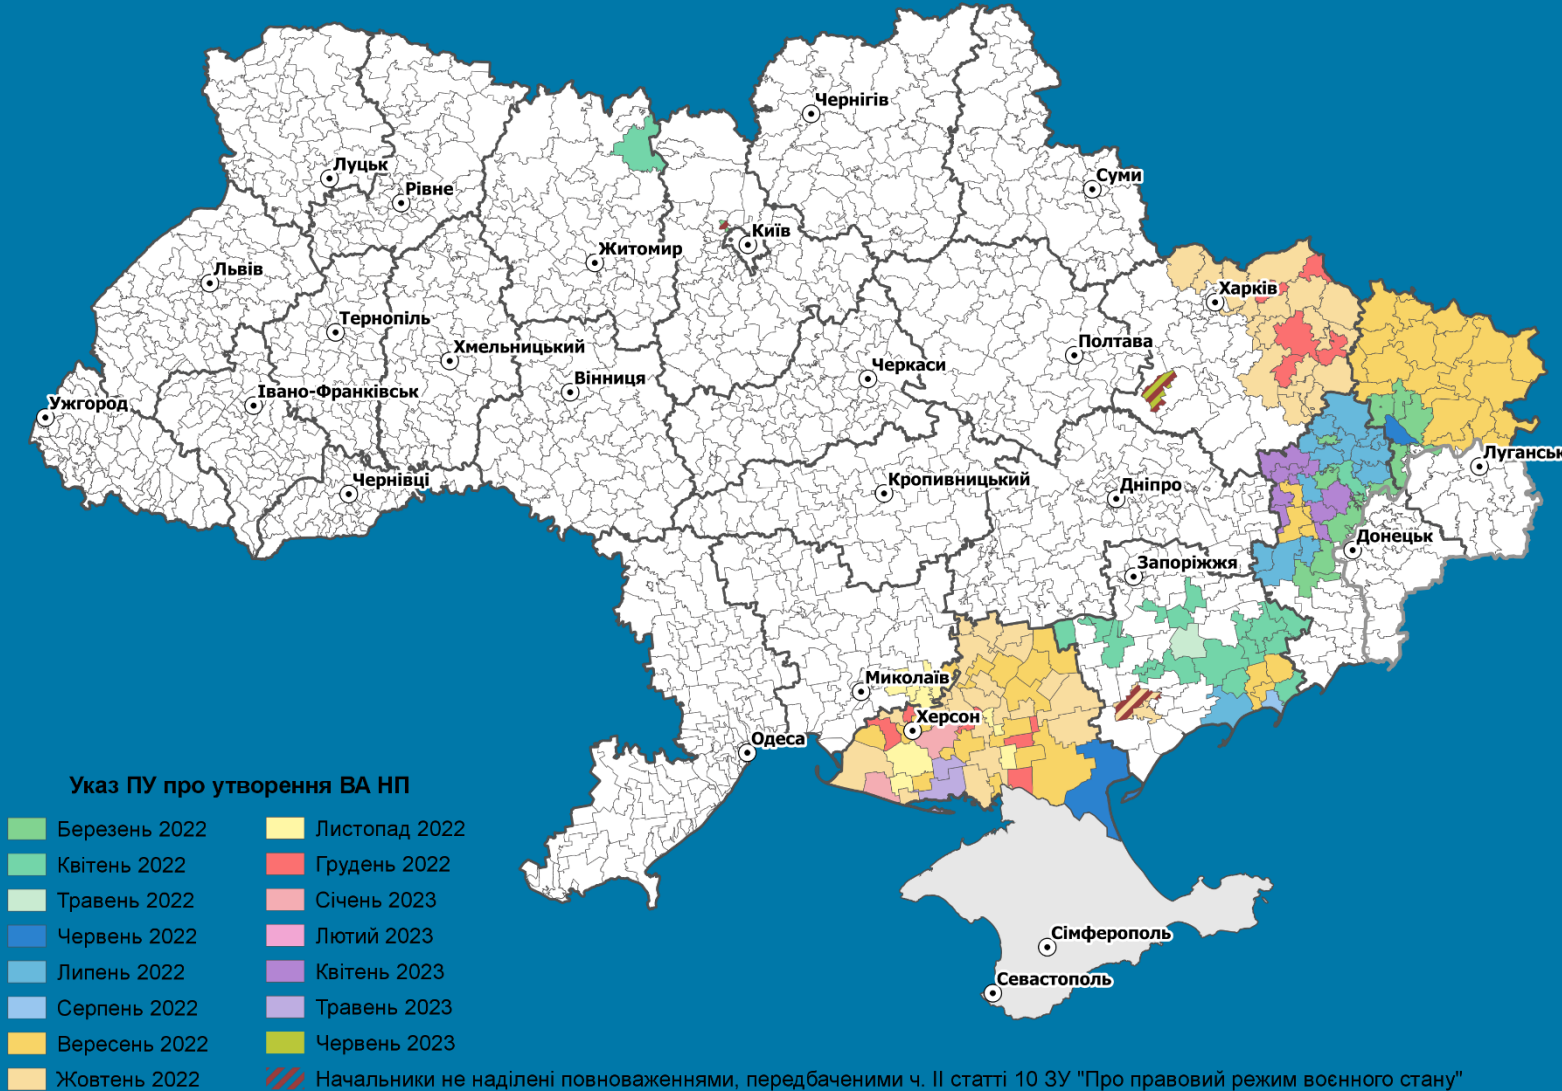 Чернігів
Луцьк
Рівне
Суми
Київ
Житомир
Львів
Харків
Тернопіль
Хмельницький
Полтава
Черкаси
Вінниця
Івано-Франківськ
Ужгород
Луганськ
Чернівці
Кропивницький
Дніпро
Донецьк
Запоріжжя
Миколаїв
Херсон
Одеса
Сімферополь
Севастополь
Указ ПУ про утворення ВА НП
Березень 2022
Квітень 2022
Травень 2022
Червень 2022
Липень 2022
Серпень 2022
Вересень 2022
Жовтень 2022
Листопад 2022
Грудень 2022
Січень 2023
Лютий 2023
Квітень 2023
Травень 2023
Червень 2023
Начальники не наділені повноваженнями, передбаченими ч. II статті 10 ЗУ "Про правовий режим воєнного стану"